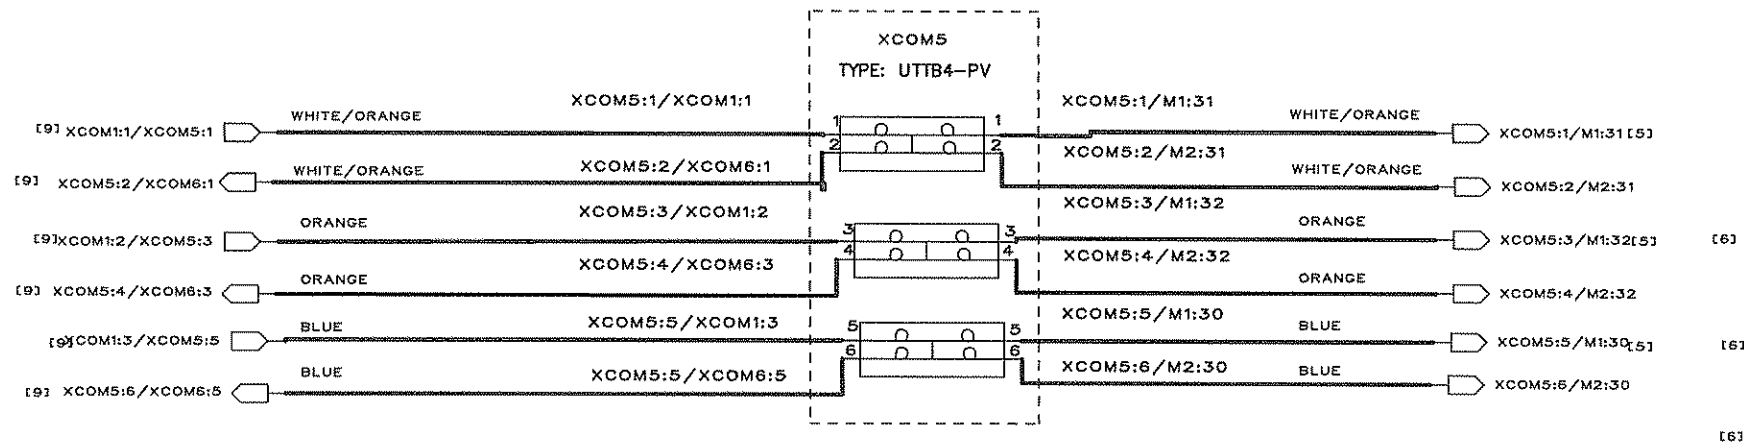 XCOM5
TYPE: UTTB4-PV
XCOM5:1/XCOM1:1
XCOM5:1/M1:31
[9] XCOM1:1/XCOM5:1
WHITE/ORANGE
1
1
WHITE/ORANGE
XCOM5:1/M1:31[5]
2
2
XCOM5:2/XCOM6:1
XCOM5:2/M2:31
[9] XCOM5:2/XCOM6:1
WHITE/ORANGE
WHITE/ORANGE
XCOM5:2/M2:31
XCOM5:3/XCOM1:2
XCOM5:3/M1:32
[9]XCOM1:2/XCOM5:3
ORANGE
3
3
ORANGE
XCOM5:3/M1:32[5]
[6]
4
4
XCOM5:4/XCOM6:3
XCOM5:4/M2:32
[9] XCOM5:4/XCOM6:3
ORANGE
ORANGE
XCOM5:4/M2:32
XCOM5:5/XCOM1:3
XCOM5:5/M1:30
[9]XCOM1:3/XCOM5:5
BLUE
5
5
BLUE
XCOM5:5/M1:30[5]
[6]
6
6
XCOM5:5/XCOM6:5
XCOM5:6/M2:30
[9] XCOM5:6/XCOM6:5
BLUE
BLUE
XCOM5:6/M2:30
[6]